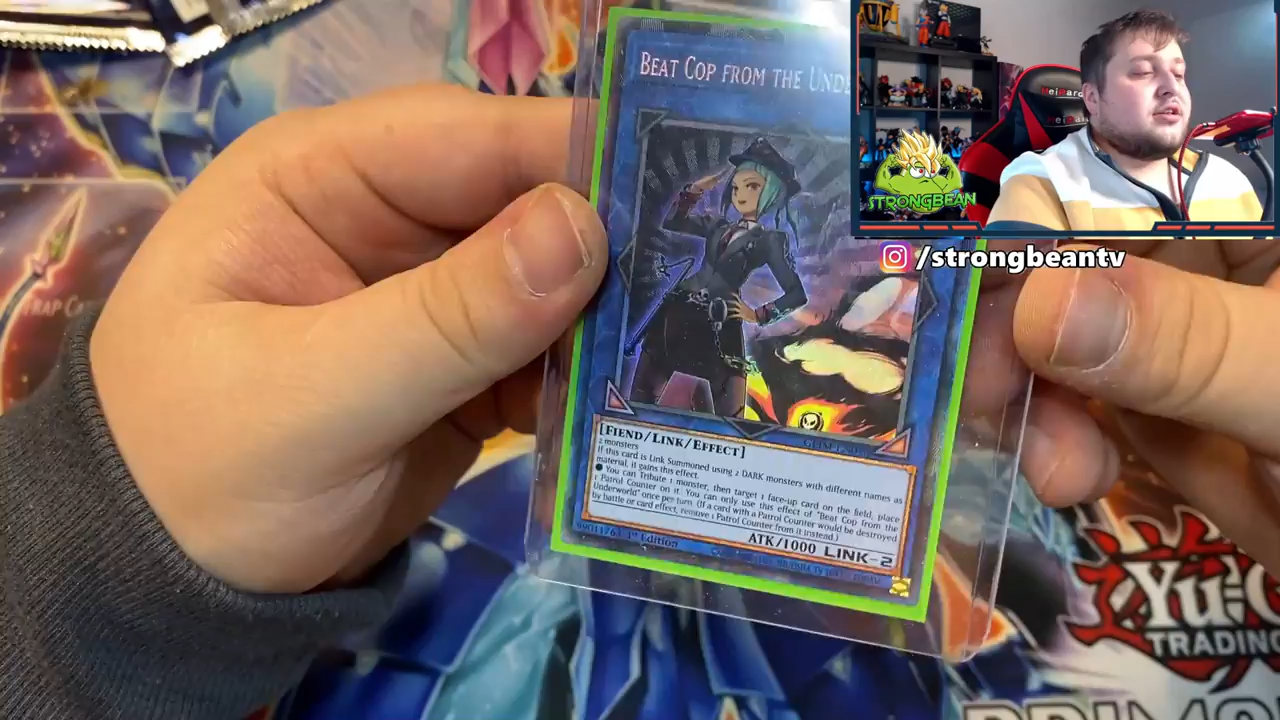 BEAT COP FROM THE UNDE
STRONGBEAN
/strongbeantv
TRAP CA
[FIEND/LINK/EFFECT]
2 monsters
If this card is Link Summoned using 2 DARK monsters with different names as
material, it gains this effect.
● You can Tribute 1 monster, then target 1 face-up card on the field, place
1 Patrol Counter on it. You can only use this effect of "Beat Cop from the
Underworld" once per turn. (If a card with a Patrol Counter would be destroyed
by battle or card effect, remove 1 Patrol Counter from it instead.)
ATK/1000 LINK-2
1st Edition
Yu-G
TRADING